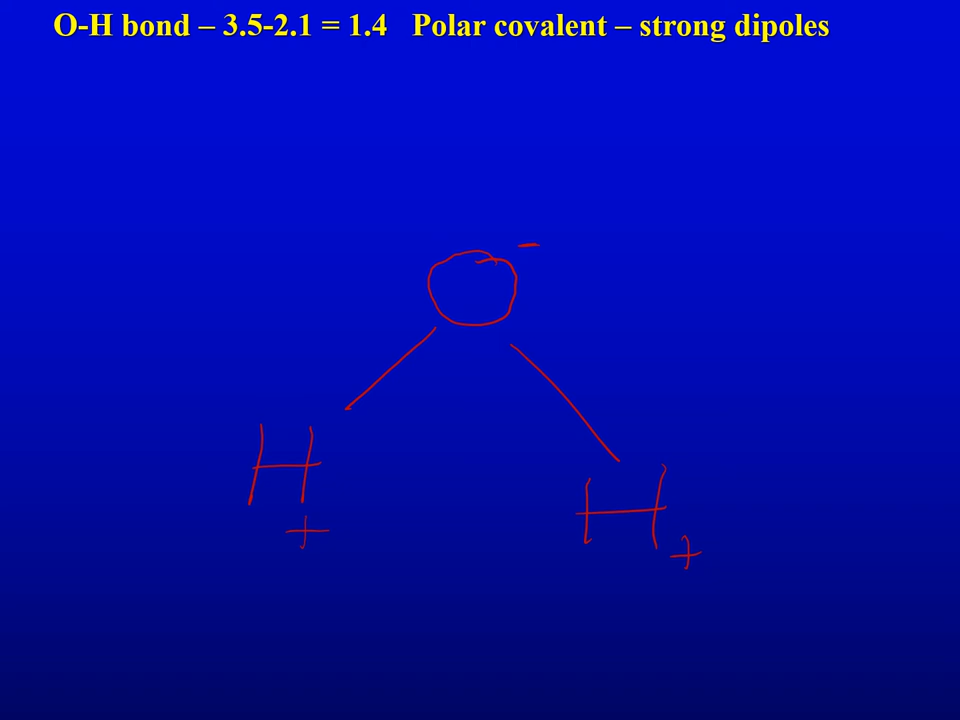 O-H bond – 3.5-2.1 = 1.4 Polar covalent – strong dipoles
O -
H
+
H
+